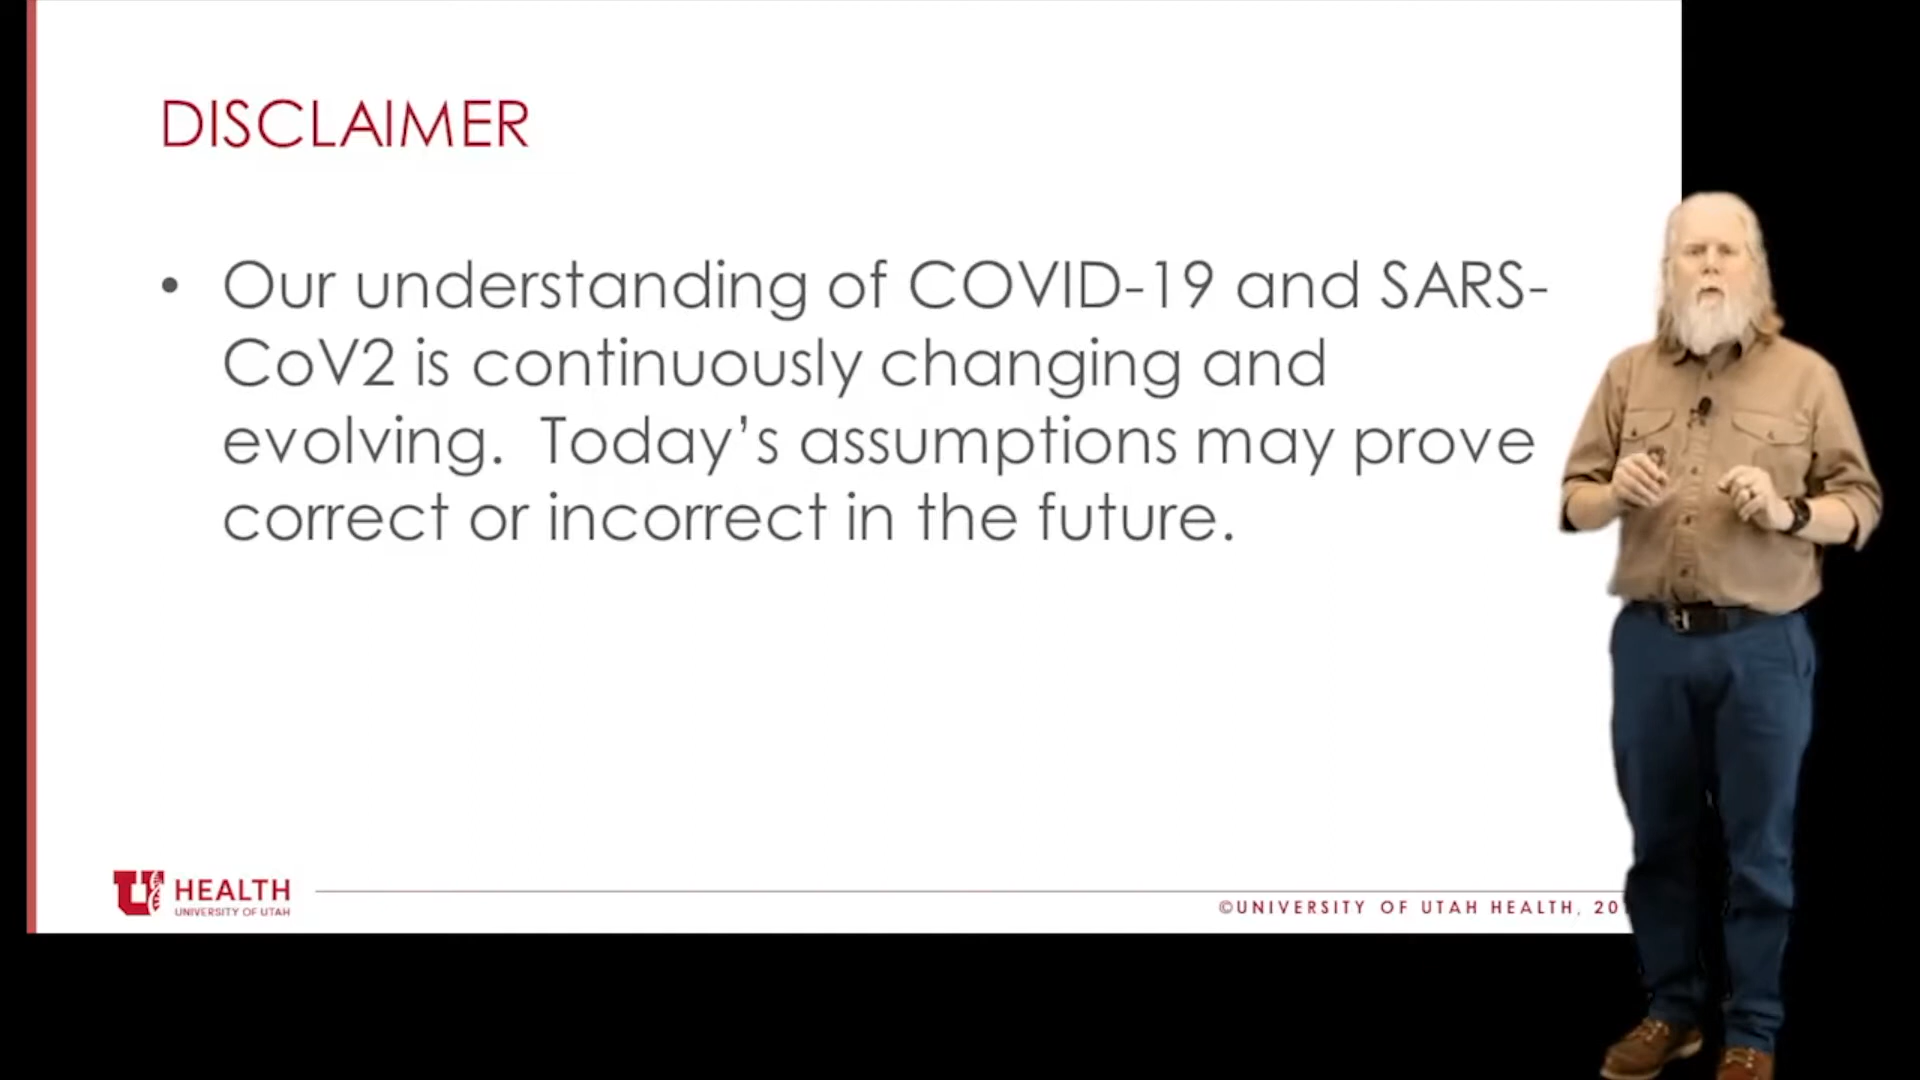 DISCLAIMER
• Our understanding of COVID-19 and SARS-
CoV2 is continuously changing and
evolving.  Today’s assumptions may prove
correct or incorrect in the future.
U HEALTH
UNIVERSITY OF UTAH
©UNIVERSITY OF UTAH HEALTH, 20